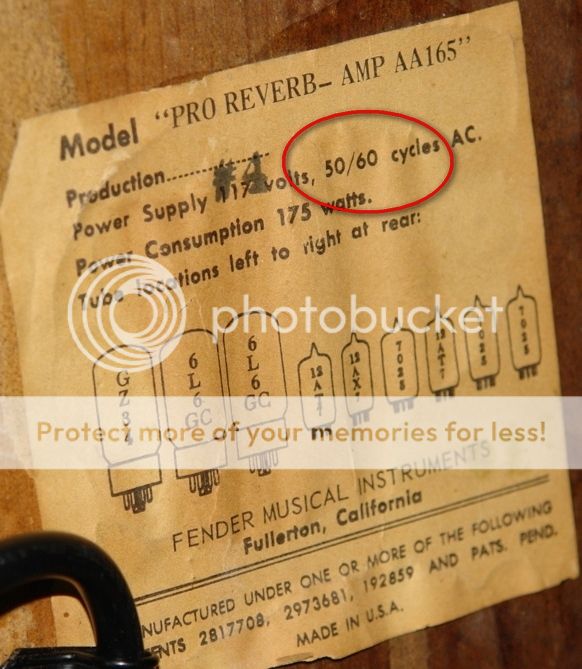 Model "PRO REVERB- AMP AA165"
Production............. #4
Power Supply 117 volts, 50/60 cycles AC.
Power Consumption 175 watts.
Tube locations left to right at rear:
photobucket
GZ34 6L6GC 6L6GC 12AT7 12AX7 7025 12AT7 7025 7025
Protect more of your memories for less!
FENDER MUSICAL INSTRUMENTS
Fullerton, California
NUFACTURED UNDER ONE OR MORE OF THE FOLLOWING
ENTS 2817708, 2973681, 192859 AND PATS. PEND.
MADE IN U.S.A.